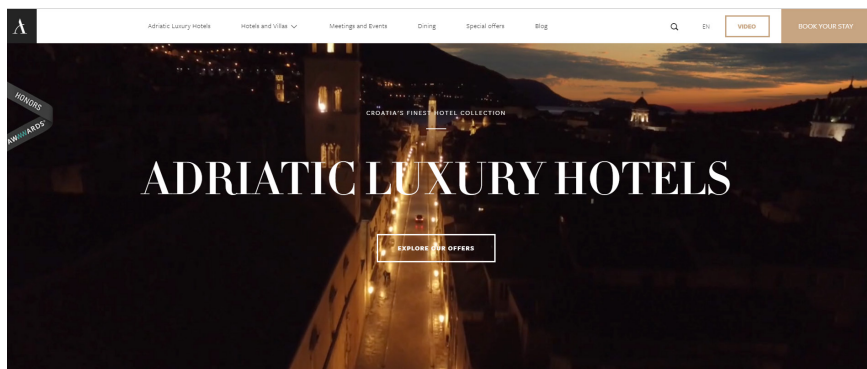 A
Adriatic Luxury Hotels
Hotels and Villas
Meetings and Events
Dining
Special offers
Blog
EN
VIDEO
BOOK YOUR STAY
HONORS
AWWWARDS
CROATIA'S FINEST HOTEL COLLECTION
ADRIATIC LUXURY HOTELS
EXPLORE OUR OFFERS